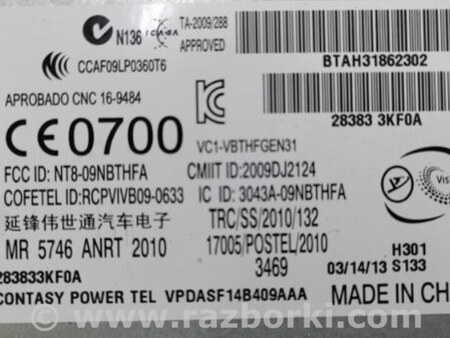 N136
TA-2009/288
APPROVED
CCAF09LP0360T6
BTAH31862302
APROBADO CNC 16-9484
28383 3KF0A
CE0700
VC1-VBTHFGEN31
FCC ID: NT8-09NBTHFA
CMIIT ID:2009DJ2124
COFETEL ID:RCPVIVB09-0633
IC ID: 3043A-09NBTHFA
延锋伟世通汽车电子
TRC/SS/2010/132
MR 5746 ANRT 2010
17005/POSTEL/2010
3469
H301
283833KF0A
03/14/13 S133
CONTASY POWER TEL VPDASF14B409AAA
MADE IN CH
www.razborki.com